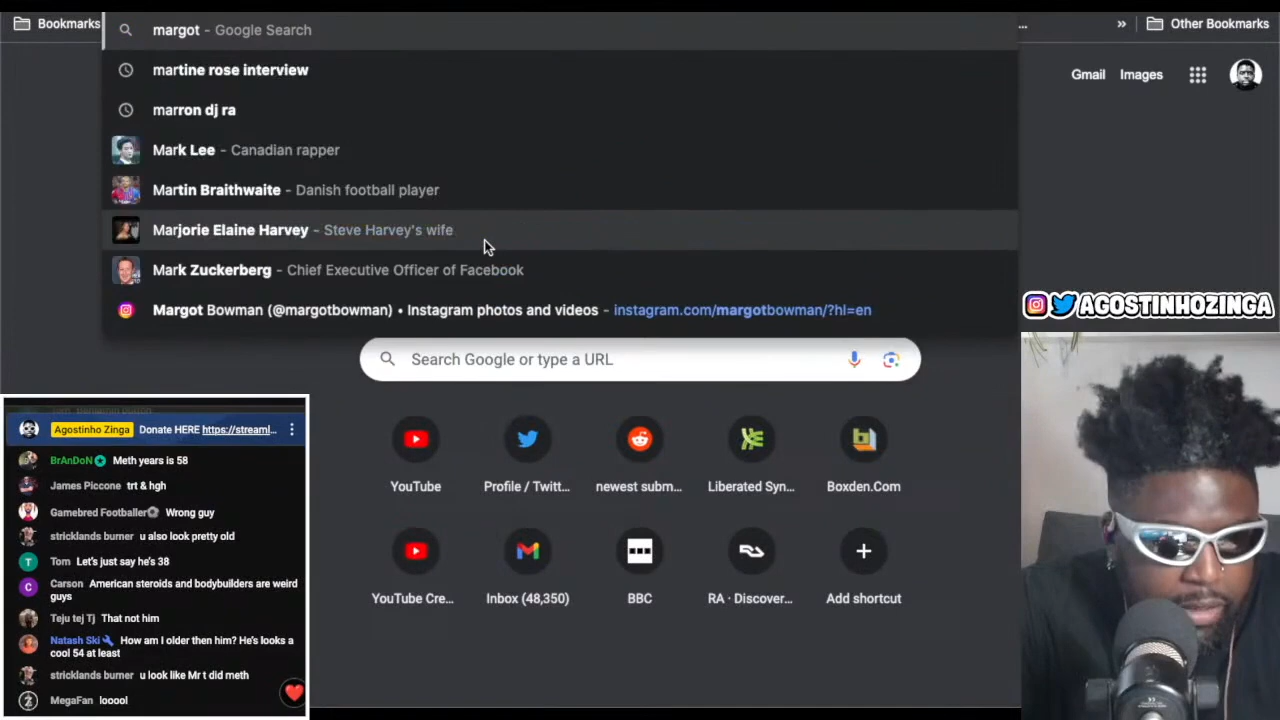 Bookmarks
margot - Google Search
...
»
Other Bookmarks
martine rose interview
Gmail
Images
marron dj ra
Mark Lee - Canadian rapper
Martin Braithwaite - Danish football player
Marjorie Elaine Harvey - Steve Harvey's wife
Mark Zuckerberg - Chief Executive Officer of Facebook
Margot Bowman (@margotbowman) • Instagram photos and videos - instagram.com/margotbowman/?hl=en
AGOSTINHOZINGA
Search Google or type a URL
YouTube
Profile / Twitt...
newest subm...
Liberated Syn...
Boxden.Com
YouTube Cre...
Inbox (48,350)
BBC
RA · Discover...
Add shortcut
Agostinho Zinga Donate HERE https://streaml...
BrAnDoN Meth years is 58
James Piccone trt & hgh
Gamebred Footballer Wrong guy
stricklands burner u also look pretty old
T
Tom Let's just say he's 38
C
Carson American steroids and bodybuilders are weird
guys
Teju tej Tj That not him
Natash Ski How am I older then him? He's looks a
cool 54 at least
stricklands burner u look like Mr t did meth
MegaFan looool